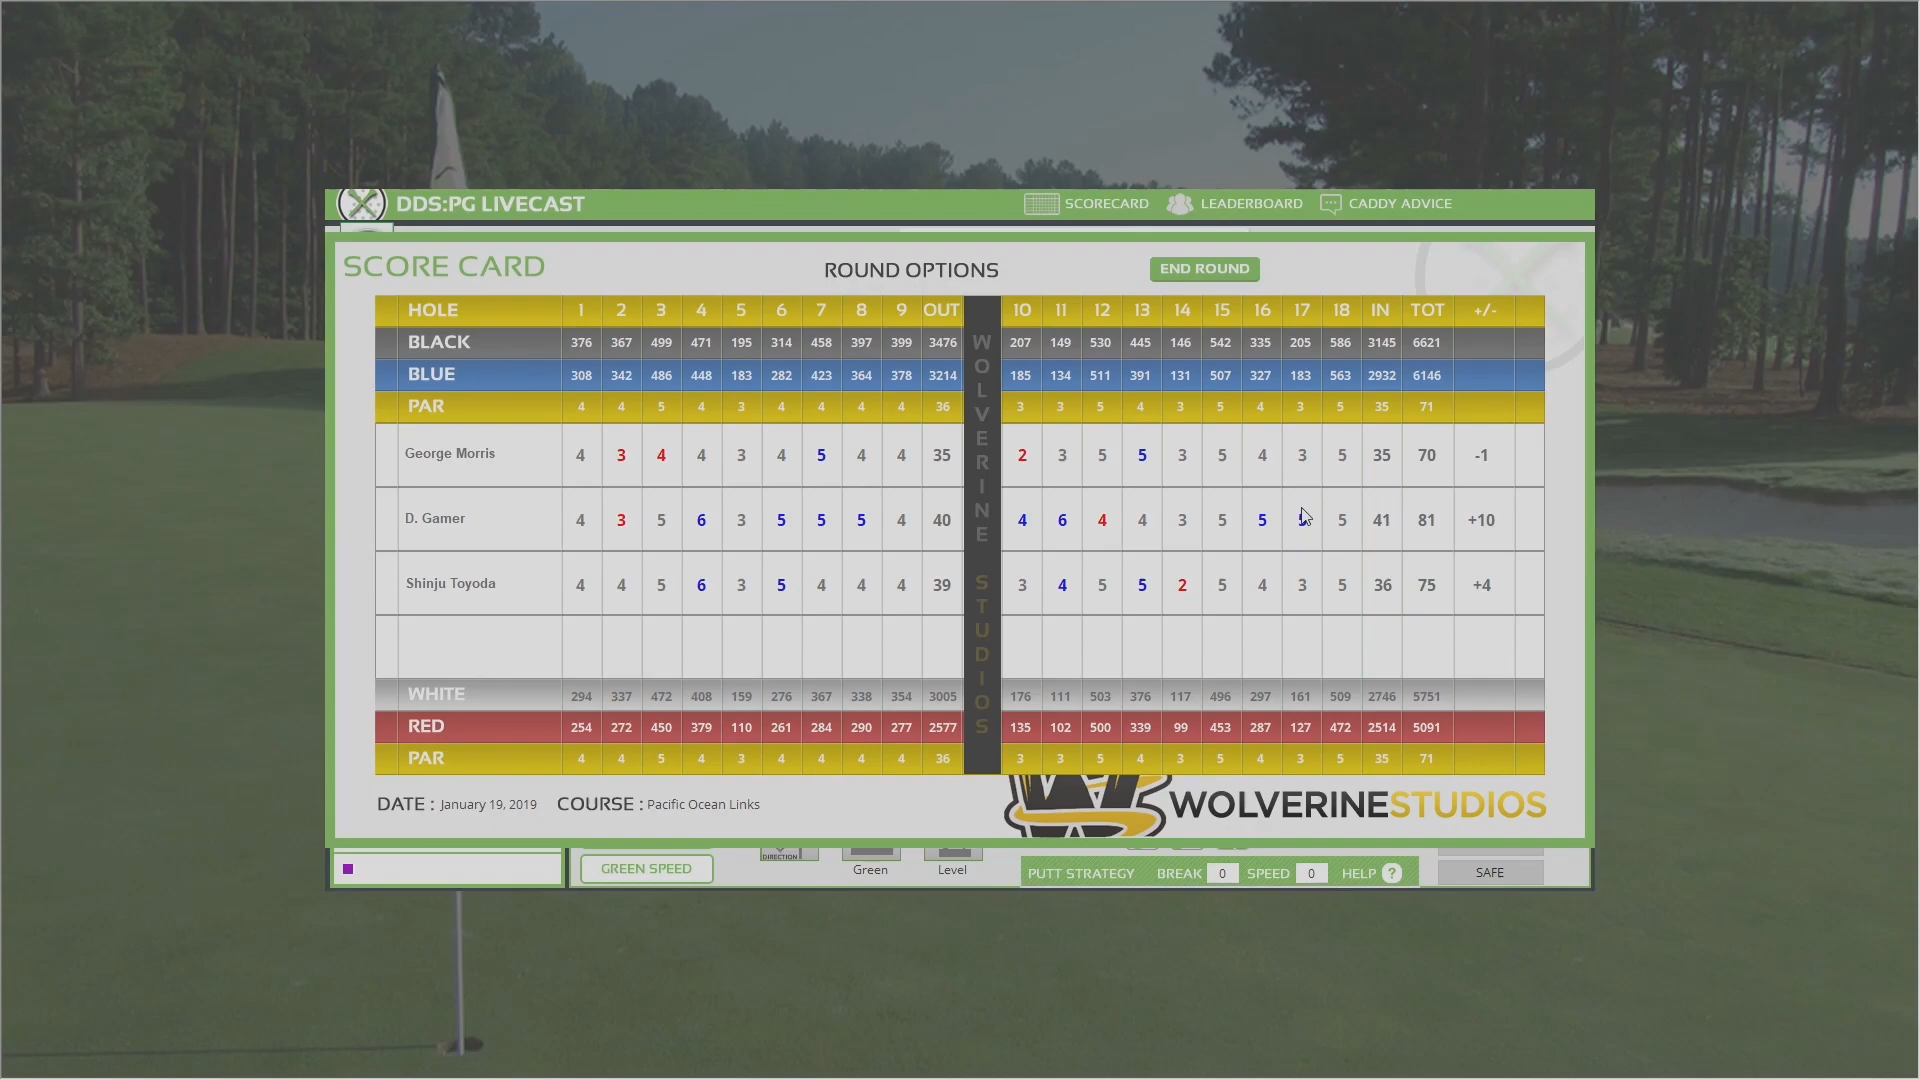 DDS:PG LIVECAST SCORECARD LEADERBOARD CADDY ADVICE
SCORE CARD ROUND OPTIONS END ROUND
HOLE 1 2 3 4 5 6 7 8 9 OUT 10 11 12 13 14 15 16 17 18 IN TOT +/-
BLACK 376 367 499 471 195 314 458 397 399 3476 207 149 530 445 146 542 335 205 586 3145 6621
BLUE 308 342 486 448 183 282 423 364 378 3214 185 134 511 391 131 507 327 183 563 2932 6146
PAR 4 4 5 4 3 4 4 4 4 36 3 3 5 4 3 5 4 3 5 35 71
George Morris 4 3 4 4 3 4 5 4 4 35 2 3 5 5 3 5 4 3 5 35 70 -1
D. Gamer 4 3 5 6 3 5 5 5 4 40 4 6 4 4 3 5 5 5 41 81 +10
Shinju Toyoda 4 4 5 6 3 5 4 4 4 39 3 4 5 5 2 5 4 3 5 36 75 +4
WOLVERINE STUDIOS
WHITE 294 337 472 408 159 276 367 338 354 3005 176 111 503 376 117 496 297 161 509 2746 5751
RED 254 272 450 379 110 261 284 290 277 2577 135 102 500 339 99 453 287 127 472 2514 5091
PAR 4 4 5 4 3 4 4 4 4 36 3 3 5 4 3 5 4 3 5 35 71
DATE : January 19, 2019 COURSE : Pacific Ocean Links WOLVERINESTUDIOS
DIRECTION
GREEN SPEED Green Level PUTT STRATEGY BREAK 0 SPEED 0 HELP ? SAFE